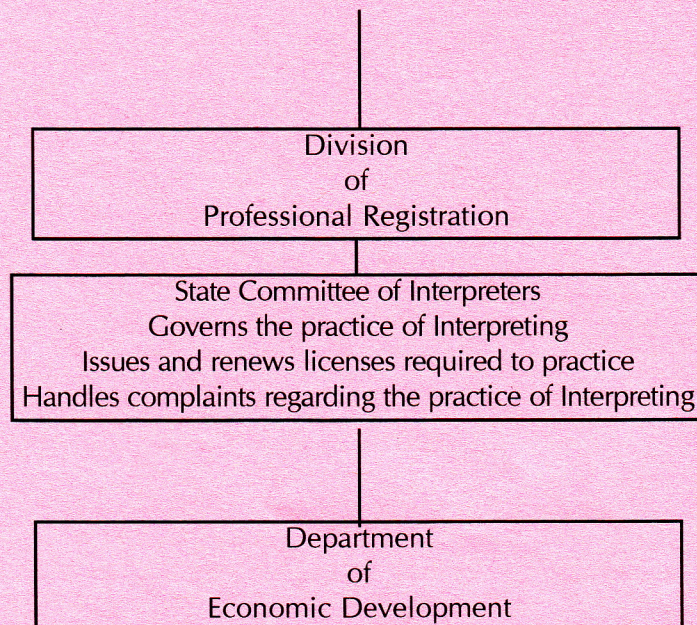 Division
of
Professional Registration
State Committee of Interpreters
Governs the practice of Interpreting
Issues and renews licenses required to practice
Handles complaints regarding the practice of Interpreting
Department
of
Economic Development